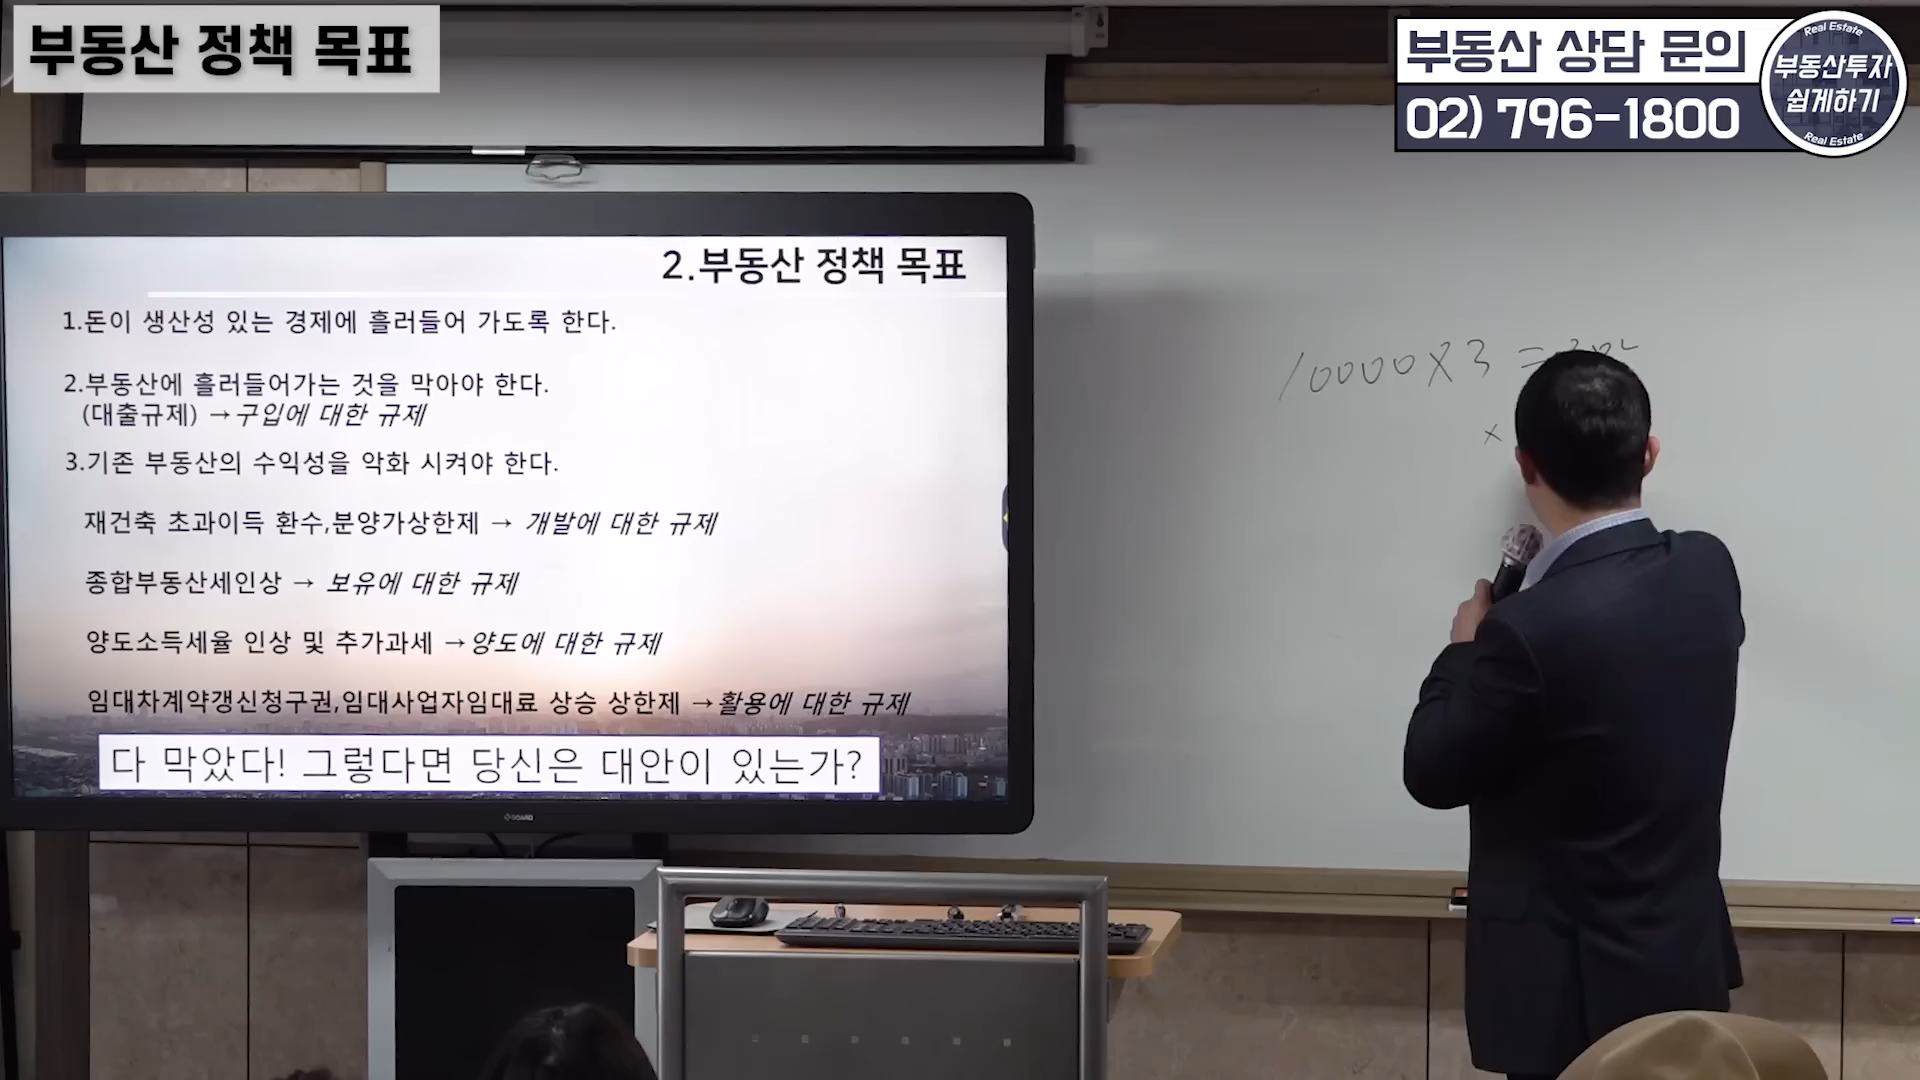 부동산 정책 목표
부동산 상담 문의
02) 796-1800
Real Estate
부동산투자
쉽게하기
Real Estate
2.부동산 정책 목표
1.돈이 생산성 있는 경제에 흘러들어 가도록 한다.
2.부동산에 흘러들어가는 것을 막아야 한다.
(대출규제) →구입에 대한 규제
3.기존 부동산의 수익성을 악화 시켜야 한다.
재건축 초과이득 환수,분양가상한제 → 개발에 대한 규제
종합부동산세인상 → 보유에 대한 규제
양도소득세율 인상 및 추가과세 →양도에 대한 규제
임대차계약갱신청구권,임대사업자임대료 상승 상한제 →활용에 대한 규제
다 막았다! 그렇다면 당신은 대안이 있는가?
10000 X 3 =
x